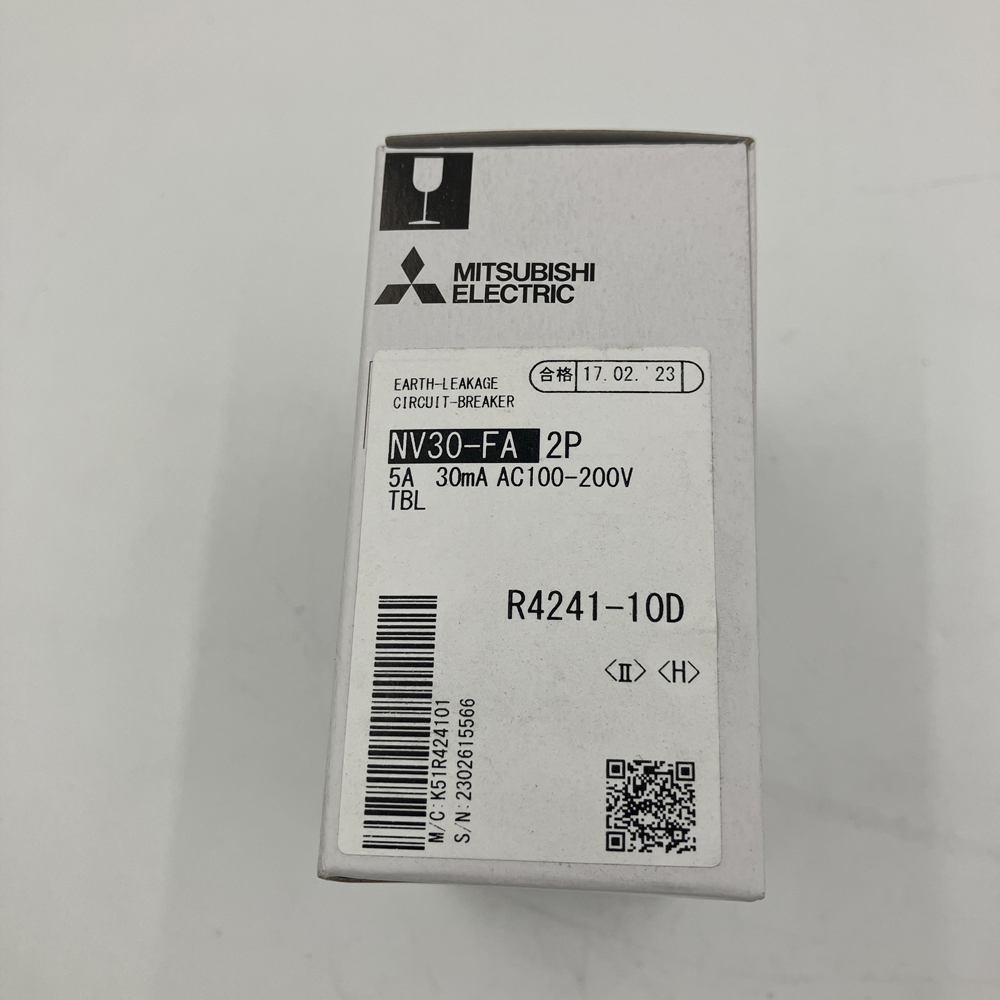 MITSUBISHI
ELECTRIC
EARTH-LEAKAGE
CIRCUIT-BREAKER
合格 17.02.'23
NV30-FA 2P
5A 30mA AC100-200V
TBL
R4241-10D
<Ⅱ> <H>
M/C:K51R424101
S/N:2302615566